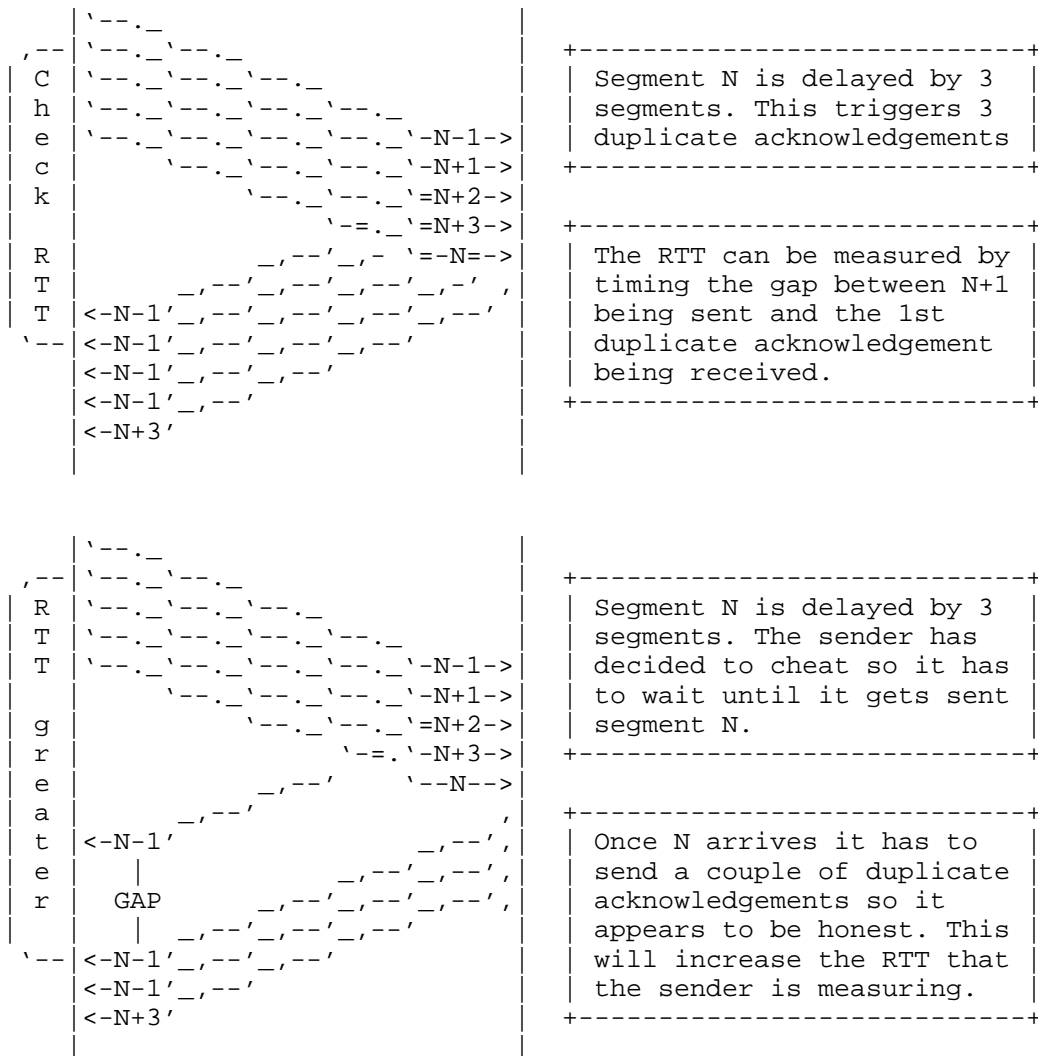 Segment N is delayed by 3
segments. This triggers 3
duplicate acknowledgements
Check RTT
-N-1->
-N+1->
=N+2->
=N+3->
=-N=->
The RTT can be measured by
timing the gap between N+1
being sent and the 1st
duplicate acknowledgement
being received.
<-N-1
<-N-1
<-N-1
<-N-1
<-N+3
Segment N is delayed by 3
segments. The sender has
decided to cheat so it has
to wait until it gets sent
segment N.
RTT greater
-N-1->
-N+1->
=N+2->
-N+3->
--N-->
Once N arrives it has to
send a couple of duplicate
acknowledgements so it
appears to be honest. This
will increase the RTT that
the sender is measuring.
<-N-1
GAP
<-N-1
<-N-1
<-N+3